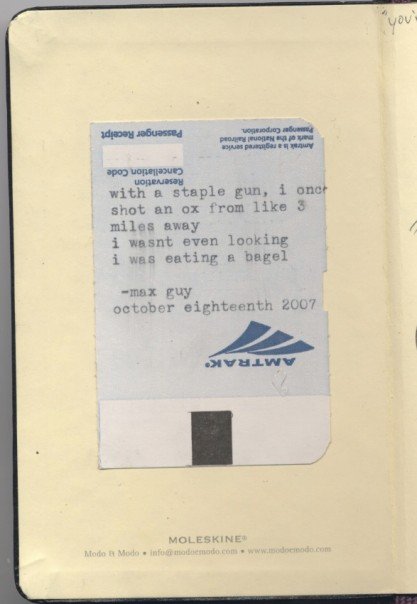 "you'
Amtrak is a registered service
mark of the National Railroad
Passenger Corporation.
Passenger Receipt
Reservation
Cancellation Code
with a staple gun, i once
shot an ox from like 3
miles away
i wasnt even looking
i was eating a bagel
-max guy
october eighteenth 2007
AMTRAK®
MOLESKINE®
Modo & Modo • info@modoemodo.com • www.modoemodo.com